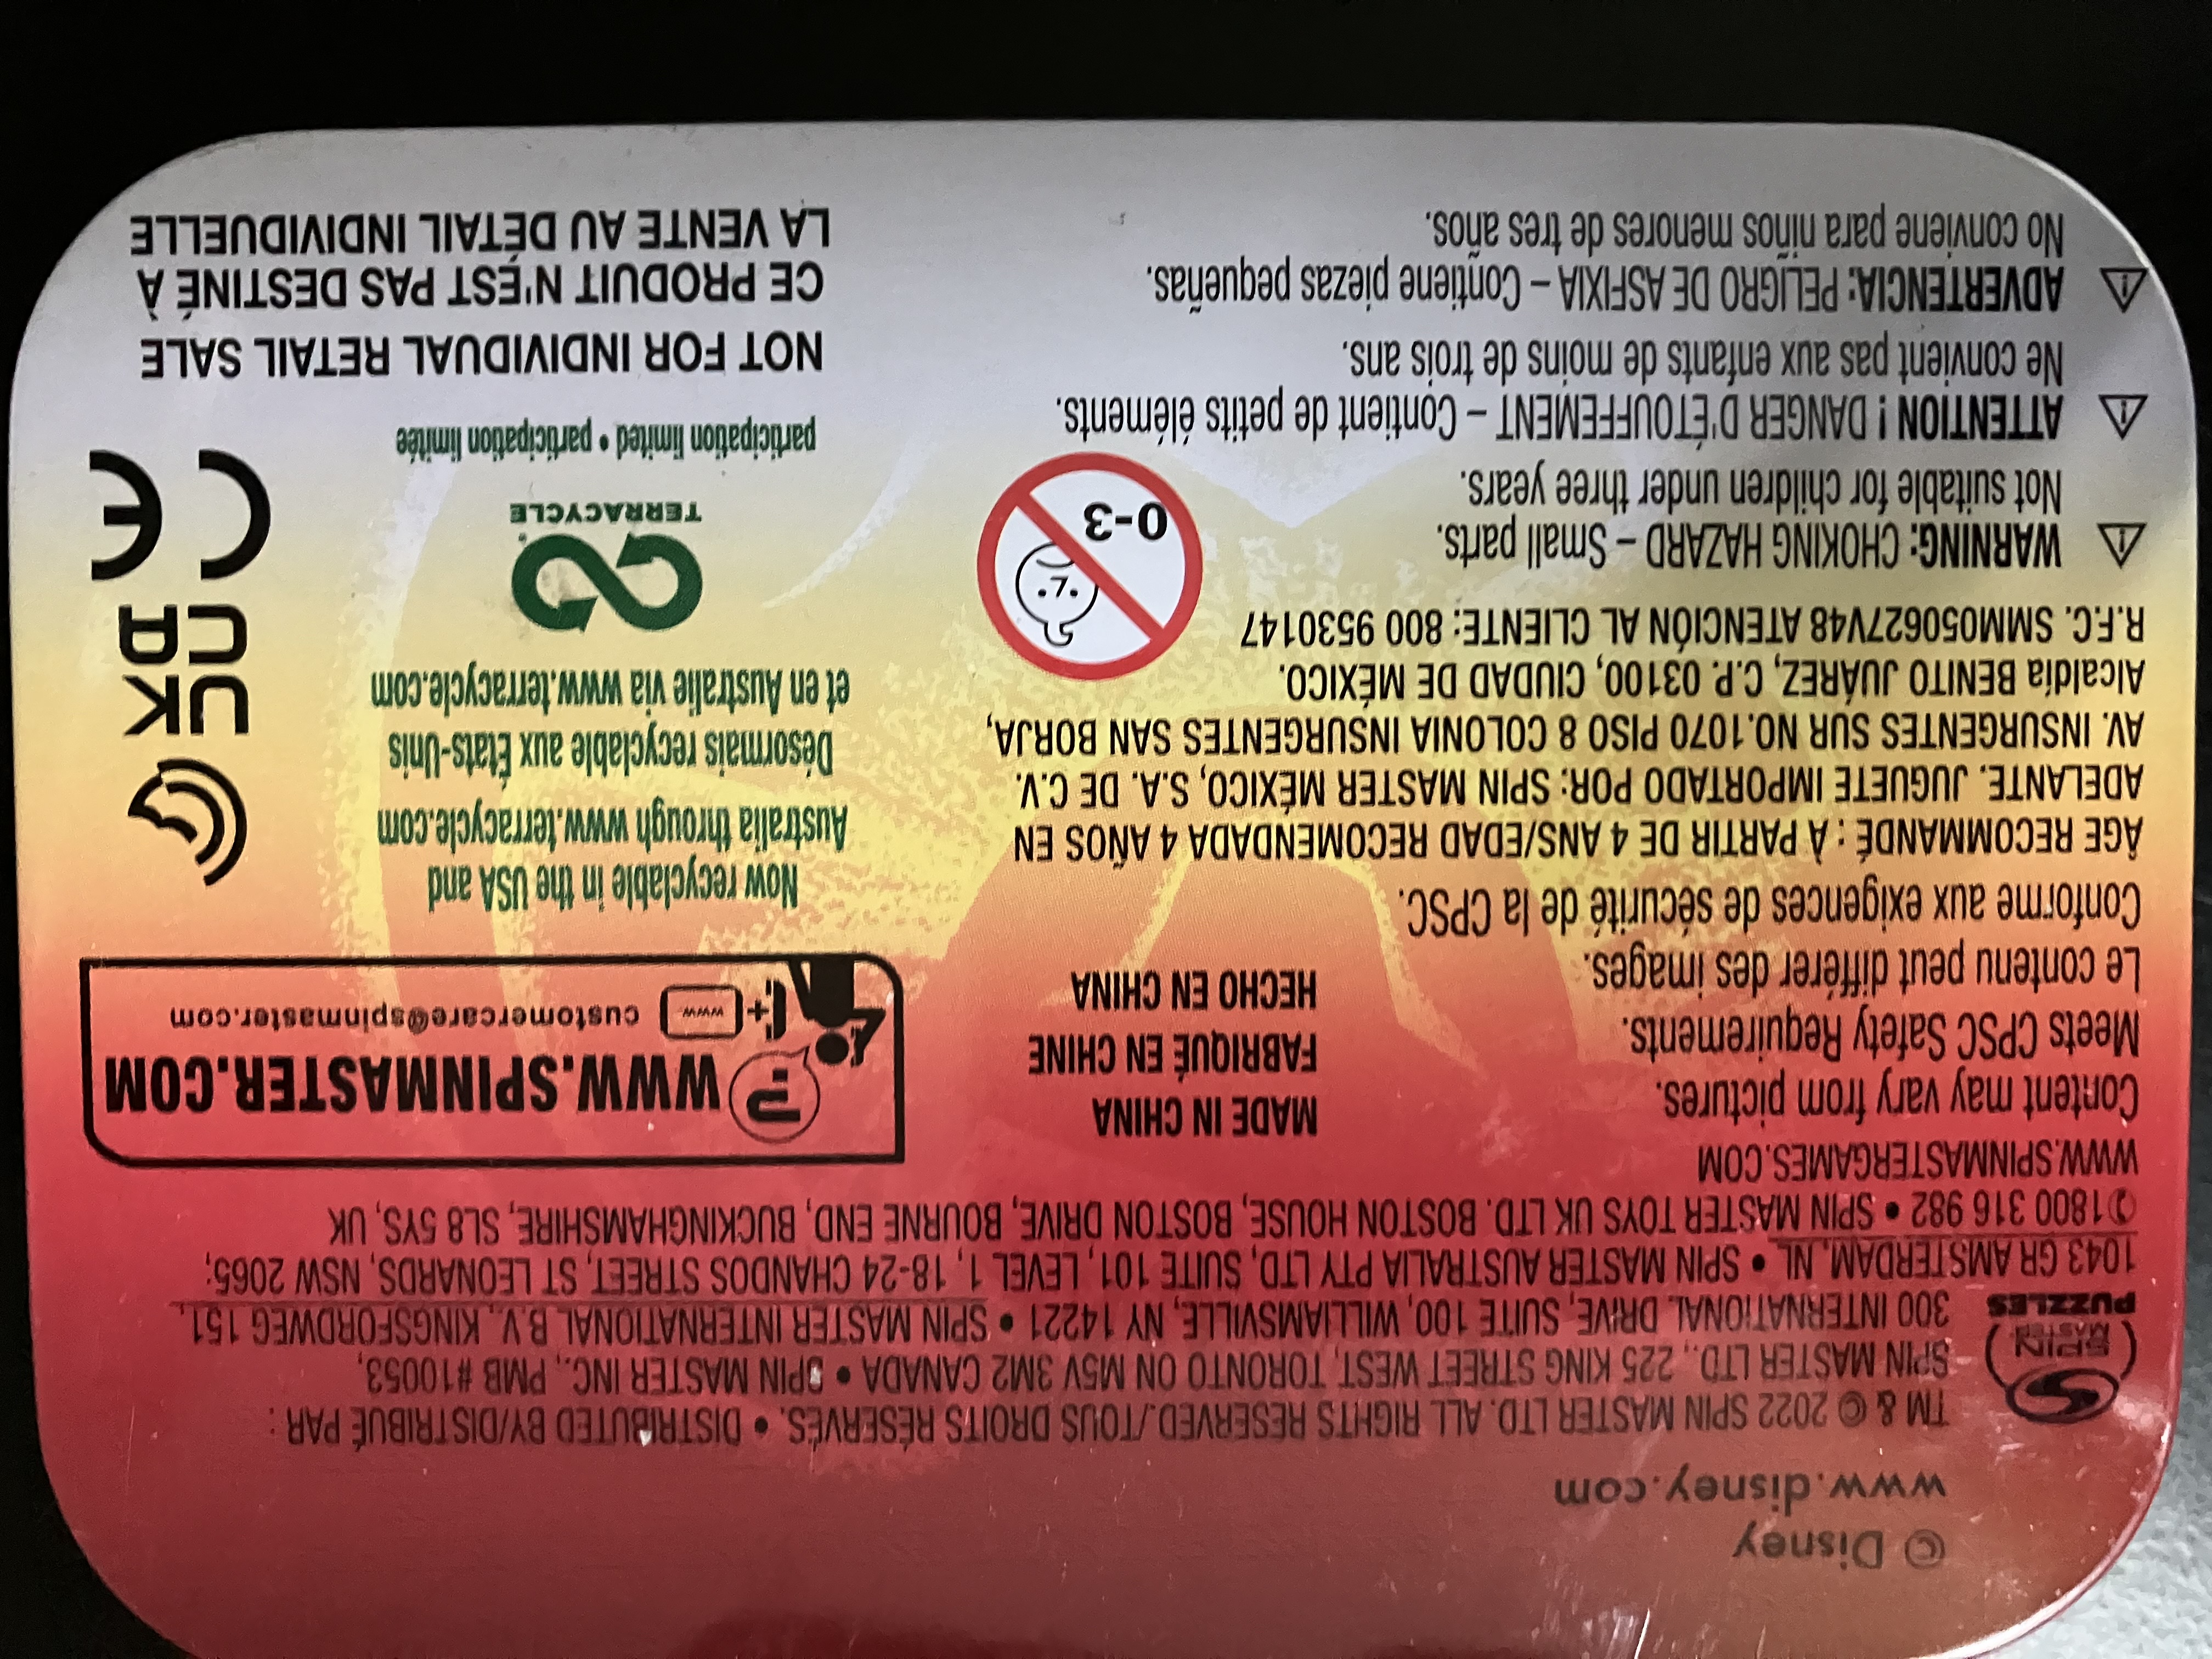 © Disney
www.disney.com
SPIN
MASTER
PUZZLES
TM & © 2022 SPIN MASTER LTD. ALL RIGHTS RESERVED./TOUS DROITS RÉSERVÉS. • DISTRIBUTED BY/DISTRIBUÉ PAR :
SPIN MASTER LTD., 225 KING STREET WEST, TORONTO ON M5V 3M2 CANADA • SPIN MASTER INC., PMB #10053,
300 INTERNATIONAL DRIVE, SUITE 100, WILLIAMSVILLE, NY 14221 • SPIN MASTER INTERNATIONAL B.V., KINGSFORDWEG 151,
1043 GR AMSTERDAM, NL • SPIN MASTER AUSTRALIA PTY LTD, SUITE 101, LEVEL 1, 18-24 CHANDOS STREET, ST LEONARDS, NSW 2065;
✆1800 316 982 • SPIN MASTER TOYS UK LTD. BOSTON HOUSE, BOSTON DRIVE, BOURNE END, BUCKINGHAMSHIRE, SL8 5YS, UK
WWW.SPINMASTERGAMES.COM
Content may vary from pictures.
Meets CPSC Safety Requirements.
Le contenu peut différer des images.
Conforme aux exigences de sécurité de la CPSC.
MADE IN CHINA
FABRIQUÉ EN CHINE
HECHO EN CHINA
WWW.SPINMASTER.COM
www. customercare@spinmaster.com
ÂGE RECOMMANDÉ : À PARTIR DE 4 ANS/EDAD RECOMENDADA 4 AÑOS EN
ADELANTE. JUGUETE IMPORTADO POR: SPIN MASTER MÉXICO, S.A. DE C.V.
AV. INSURGENTES SUR NO.1070 PISO 8 COLONIA INSURGENTES SAN BORJA,
Alcaldía BENITO JUÁREZ, C.P. 03100, CIUDAD DE MÉXICO.
R.F.C. SMM050627V48 ATENCIÓN AL CLIENTE: 800 9530147
WARNING: CHOKING HAZARD – Small parts.
Not suitable for children under three years.
ATTENTION ! DANGER D'ÉTOUFFEMENT – Contient de petits éléments.
Ne convient pas aux enfants de moins de trois ans.
ADVERTENCIA: PELIGRO DE ASFIXIA – Contiene piezas pequeñas.
No conviene para niños menores de tres años.
0-3
Now recyclable in the USA and
Australia through www.terracycle.com
Désormais recyclable aux États-Unis
et en Australie via www.terracycle.com
TERRACYCLE
participation limited • participation limitée
UK
CA
CE
NOT FOR INDIVIDUAL RETAIL SALE
CE PRODUIT N'EST PAS DESTINÉ À
LA VENTE AU DÉTAIL INDIVIDUELLE